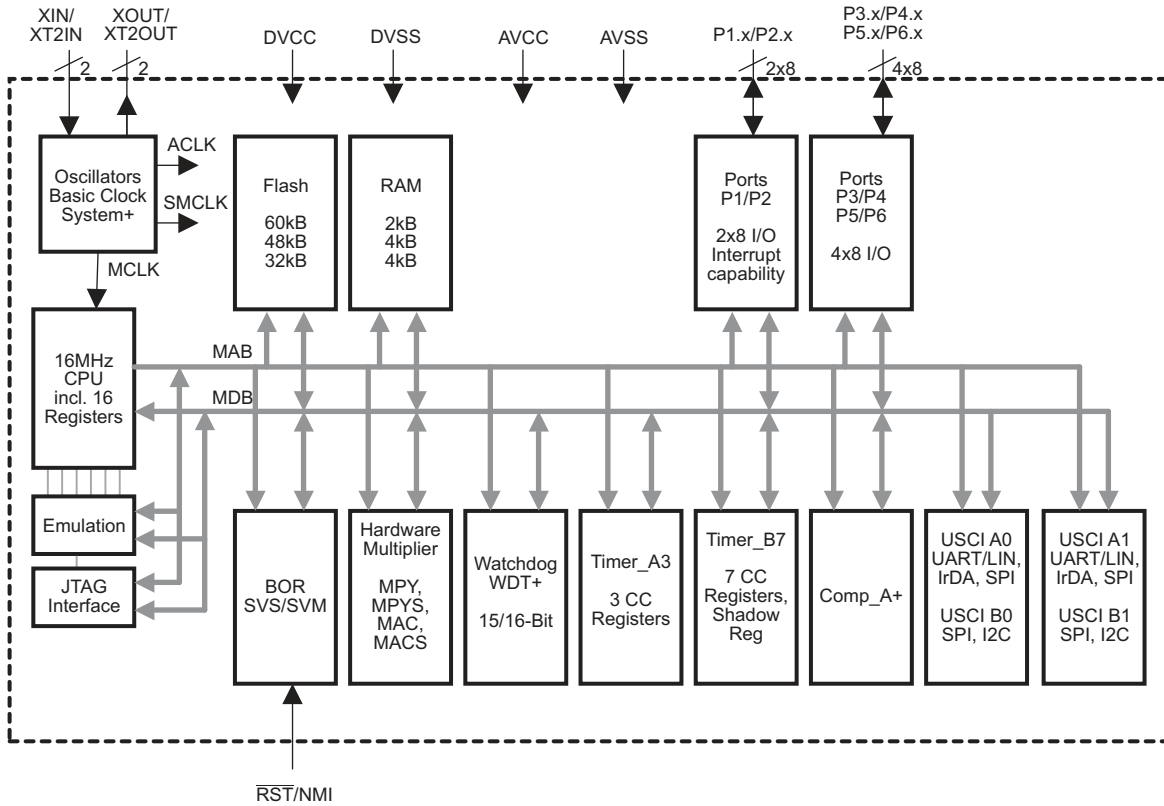 XIN/
XT2IN
XOUT/
XT2OUT
DVCC
DVSS
AVCC
AVSS
P1.x/P2.x
P3.x/P4.x
P5.x/P6.x
2
2
2x8
4x8
Oscillators
Basic Clock
System+
ACLK
SMCLK
MCLK
Flash
60kB
48kB
32kB
RAM
2kB
4kB
4kB
Ports
P1/P2
2x8 I/O
Interrupt
capability
Ports
P3/P4
P5/P6
4x8 I/O
16MHz
CPU
incl. 16
Registers
MAB
MDB
Emulation
JTAG
Interface
BOR
SVS/SVM
Hardware
Multiplier
MPY,
MPYS,
MAC,
MACS
Watchdog
WDT+
15/16-Bit
Timer_A3
3 CC
Registers
Timer_B7
7 CC
Registers,
Shadow
Reg
Comp_A+
USCI A0
UART/LIN,
IrDA, SPI
USCI B0
SPI, I2C
USCI A1
UART/LIN,
IrDA, SPI
USCI B1
SPI, I2C
RST/NMI